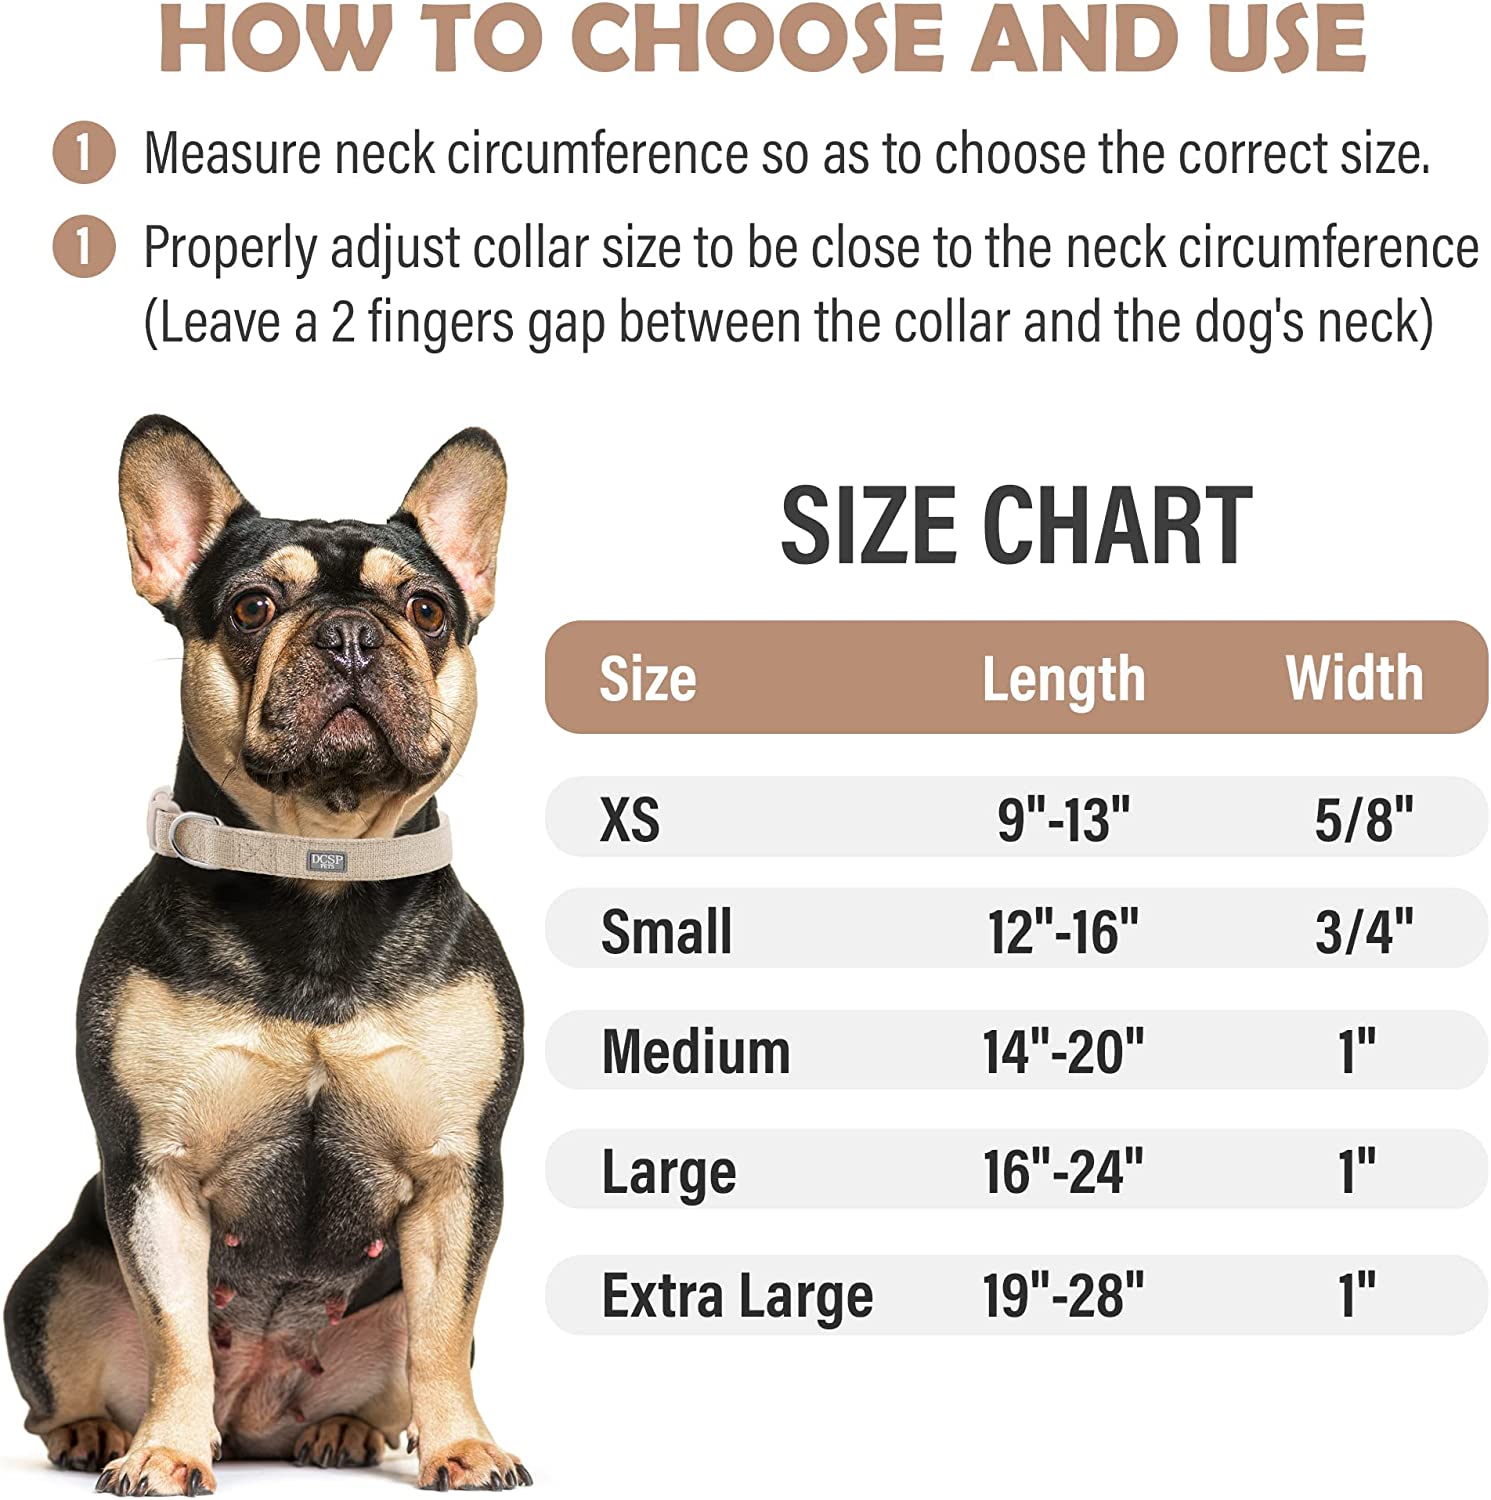 HOW TO CHOOSE AND USE
1 Measure neck circumference so as to choose the correct size.
1 Properly adjust collar size to be close to the neck circumference
(Leave a 2 fingers gap between the collar and the dog's neck)
SIZE CHART
Size Length Width
XS 9"-13" 5/8"
Small 12"-16" 3/4"
Medium 14"-20" 1"
Large 16"-24" 1"
Extra Large 19"-28" 1"
DCSP
PETS